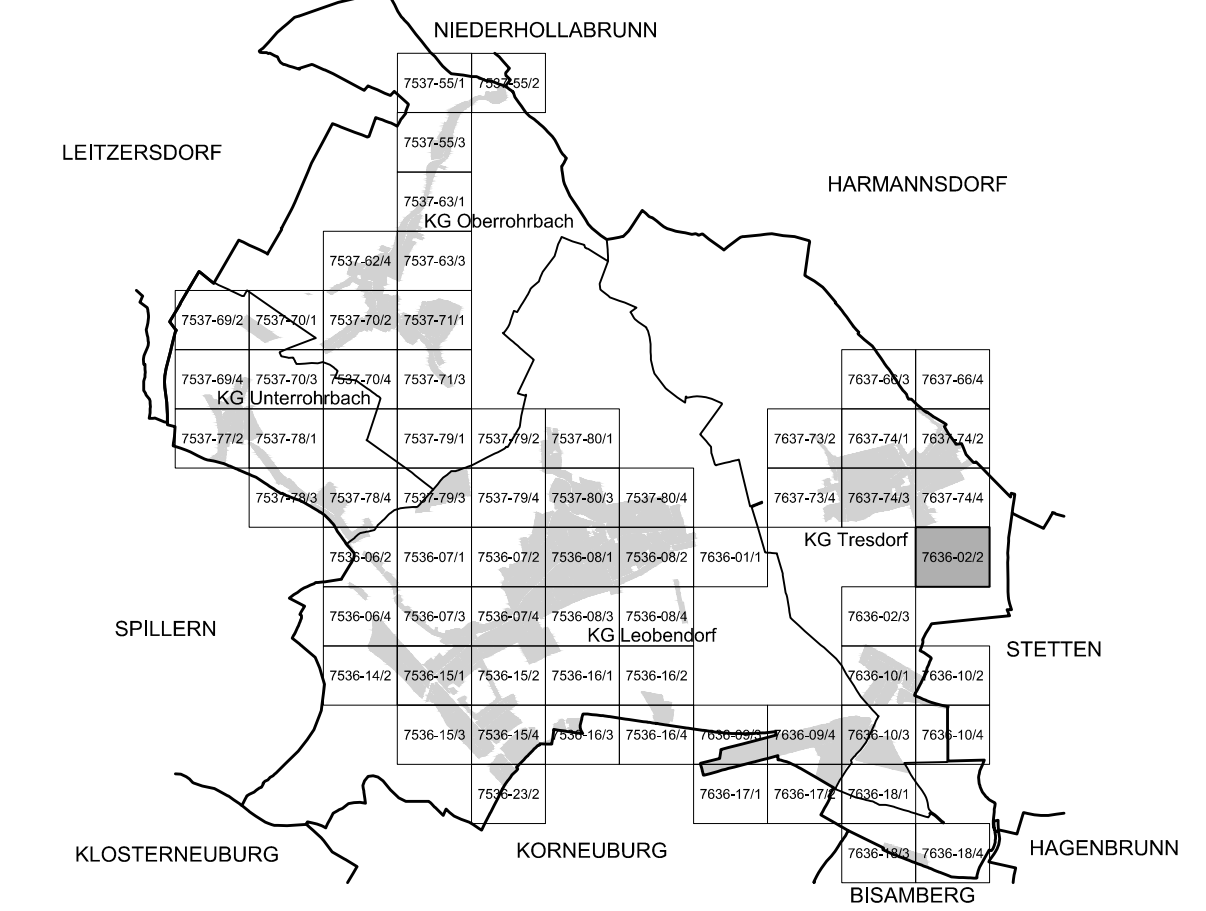 NIEDERHOLLABRUNN
7537-55/1 7537-55/2
7537-55/3
LEITZERSDORF
HARMANNSDORF
7537-63/1
KG Oberrohrbach
7537-62/4 7537-63/3
7537-69/2 7537-70/1 7537-70/2 7537-71/1
7537-69/4 7537-70/3 7537-70/4 7537-71/3 7637-66/3 7637-66/4
KG Unterrohrbach
7537-77/2 7537-78/1 7537-79/1 7537-79/2 7537-80/1 7637-73/2 7637-74/1 7637-74/2
7537-78/3 7537-78/4 7537-79/3 7537-79/4 7537-80/3 7537-80/4 7637-73/4 7637-74/3 7637-74/4
KG Tresdorf
7536-06/2 7536-07/1 7536-07/2 7536-08/1 7536-08/2 7636-01/1 7636-02/2
7536-06/4 7536-07/3 7536-07/4 7536-08/3 7536-08/4 7636-02/3
SPILLERN
KG Leobendorf
STETTEN
7536-14/2 7536-15/1 7536-15/2 7536-16/1 7536-16/2 7636-10/1 7636-10/2
7536-15/3 7536-15/4 7536-16/3 7536-16/4 7636-09/3 7636-09/4 7636-10/3 7636-10/4
7536-23/2 7636-17/1 7636-17/2 7636-18/1
KLOSTERNEUBURG
KORNEUBURG
HAGENBRUNN
7636-18/3 7636-18/4
BISAMBERG